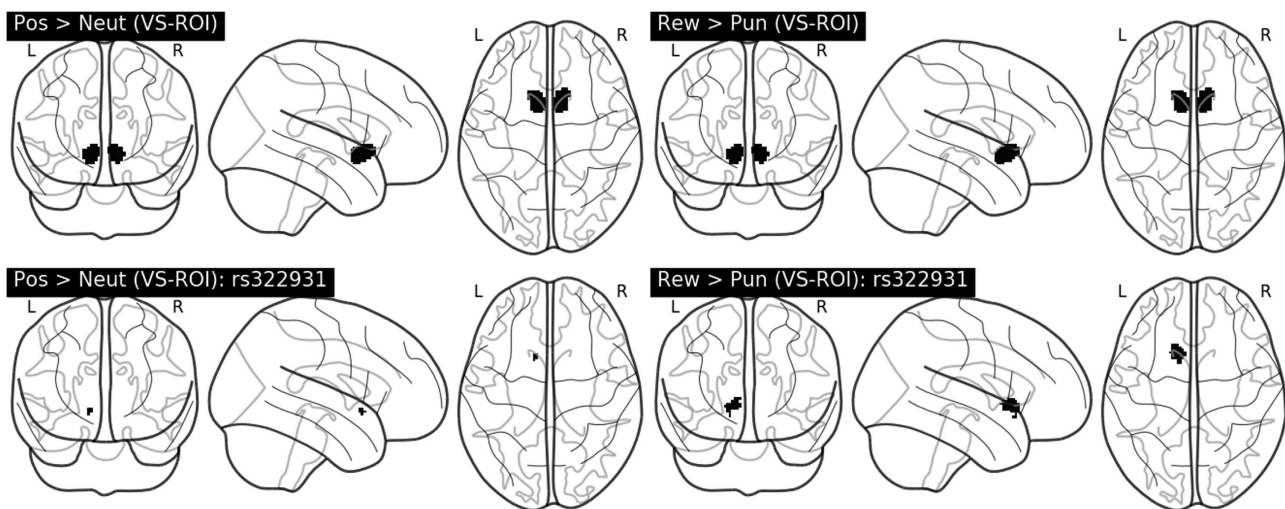 Pos > Neut (VS-ROI)
L
R
L
R
Rew > Pun (VS-ROI)
L
R
L
R
Pos > Neut (VS-ROI): rs322931
L
R
L
R
Rew > Pun (VS-ROI): rs322931
L
R
L
R